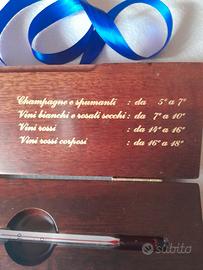 Champagne e spumanti : da 5° a 7°
Vini bianchi e rosati secchi : da 7° a 10°
Vini rossi : da 14° a 16°
Vini rossi corposi : da 16° a 18°
subito